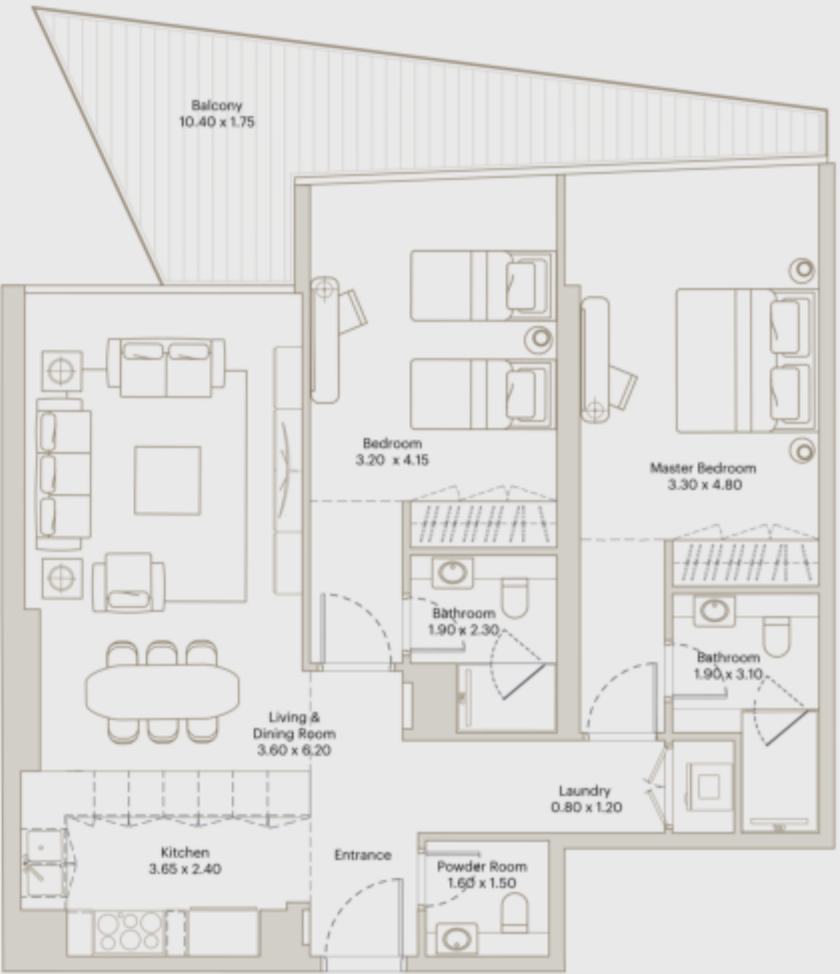 Balcony
10.40 x 1.75
Bedroom
3.20 x 4.15
Master Bedroom
3.30 x 4.80
Bathroom
1.90 x 2.30
Bathroom
1.90 x 3.10
Living &
Dining Room
3.60 x 6.20
Laundry
0.80 x 1.20
Kitchen
3.65 x 2.40
Entrance
Powder Room
1.60 x 1.50